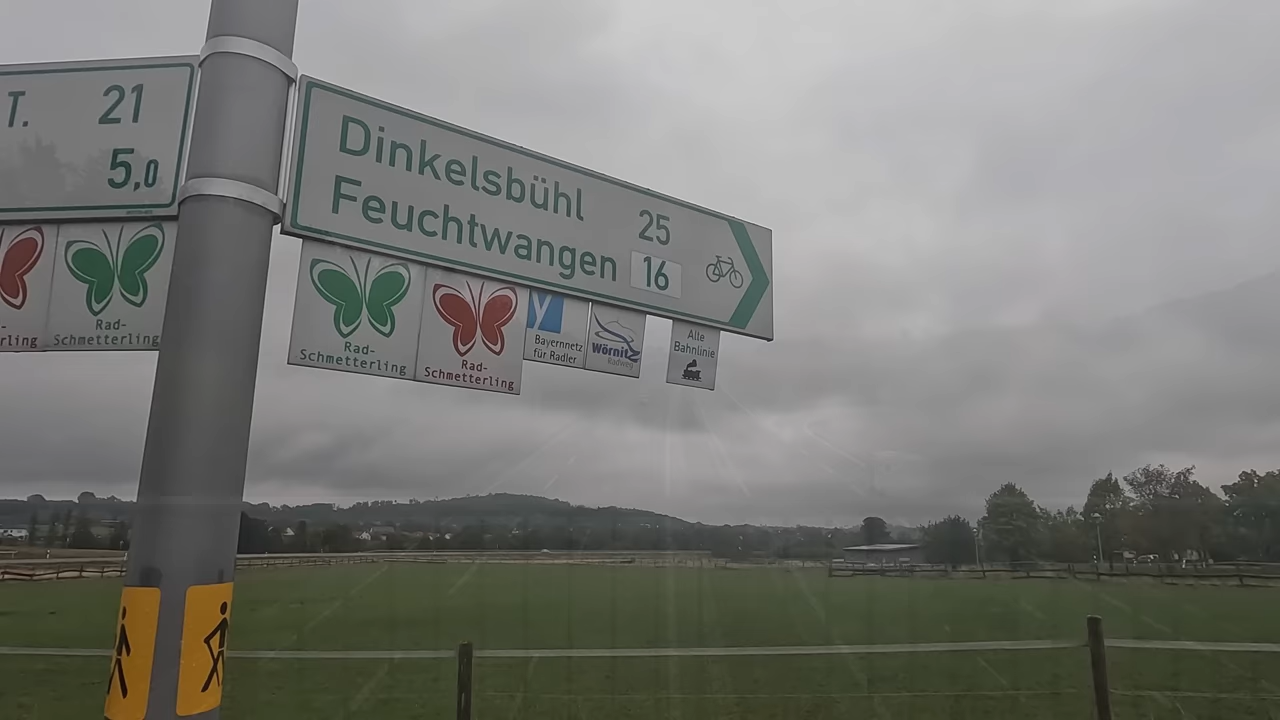 T. 21
5,0
rling
Rad-
Schmetterling
Dinkelsbühl 25
Feuchtwangen 16
Rad-
Schmetterling
Rad-
Schmetterling
Bayernnetz
für Radler
Wörnitz
Radweg
Alte
Bahnlinie